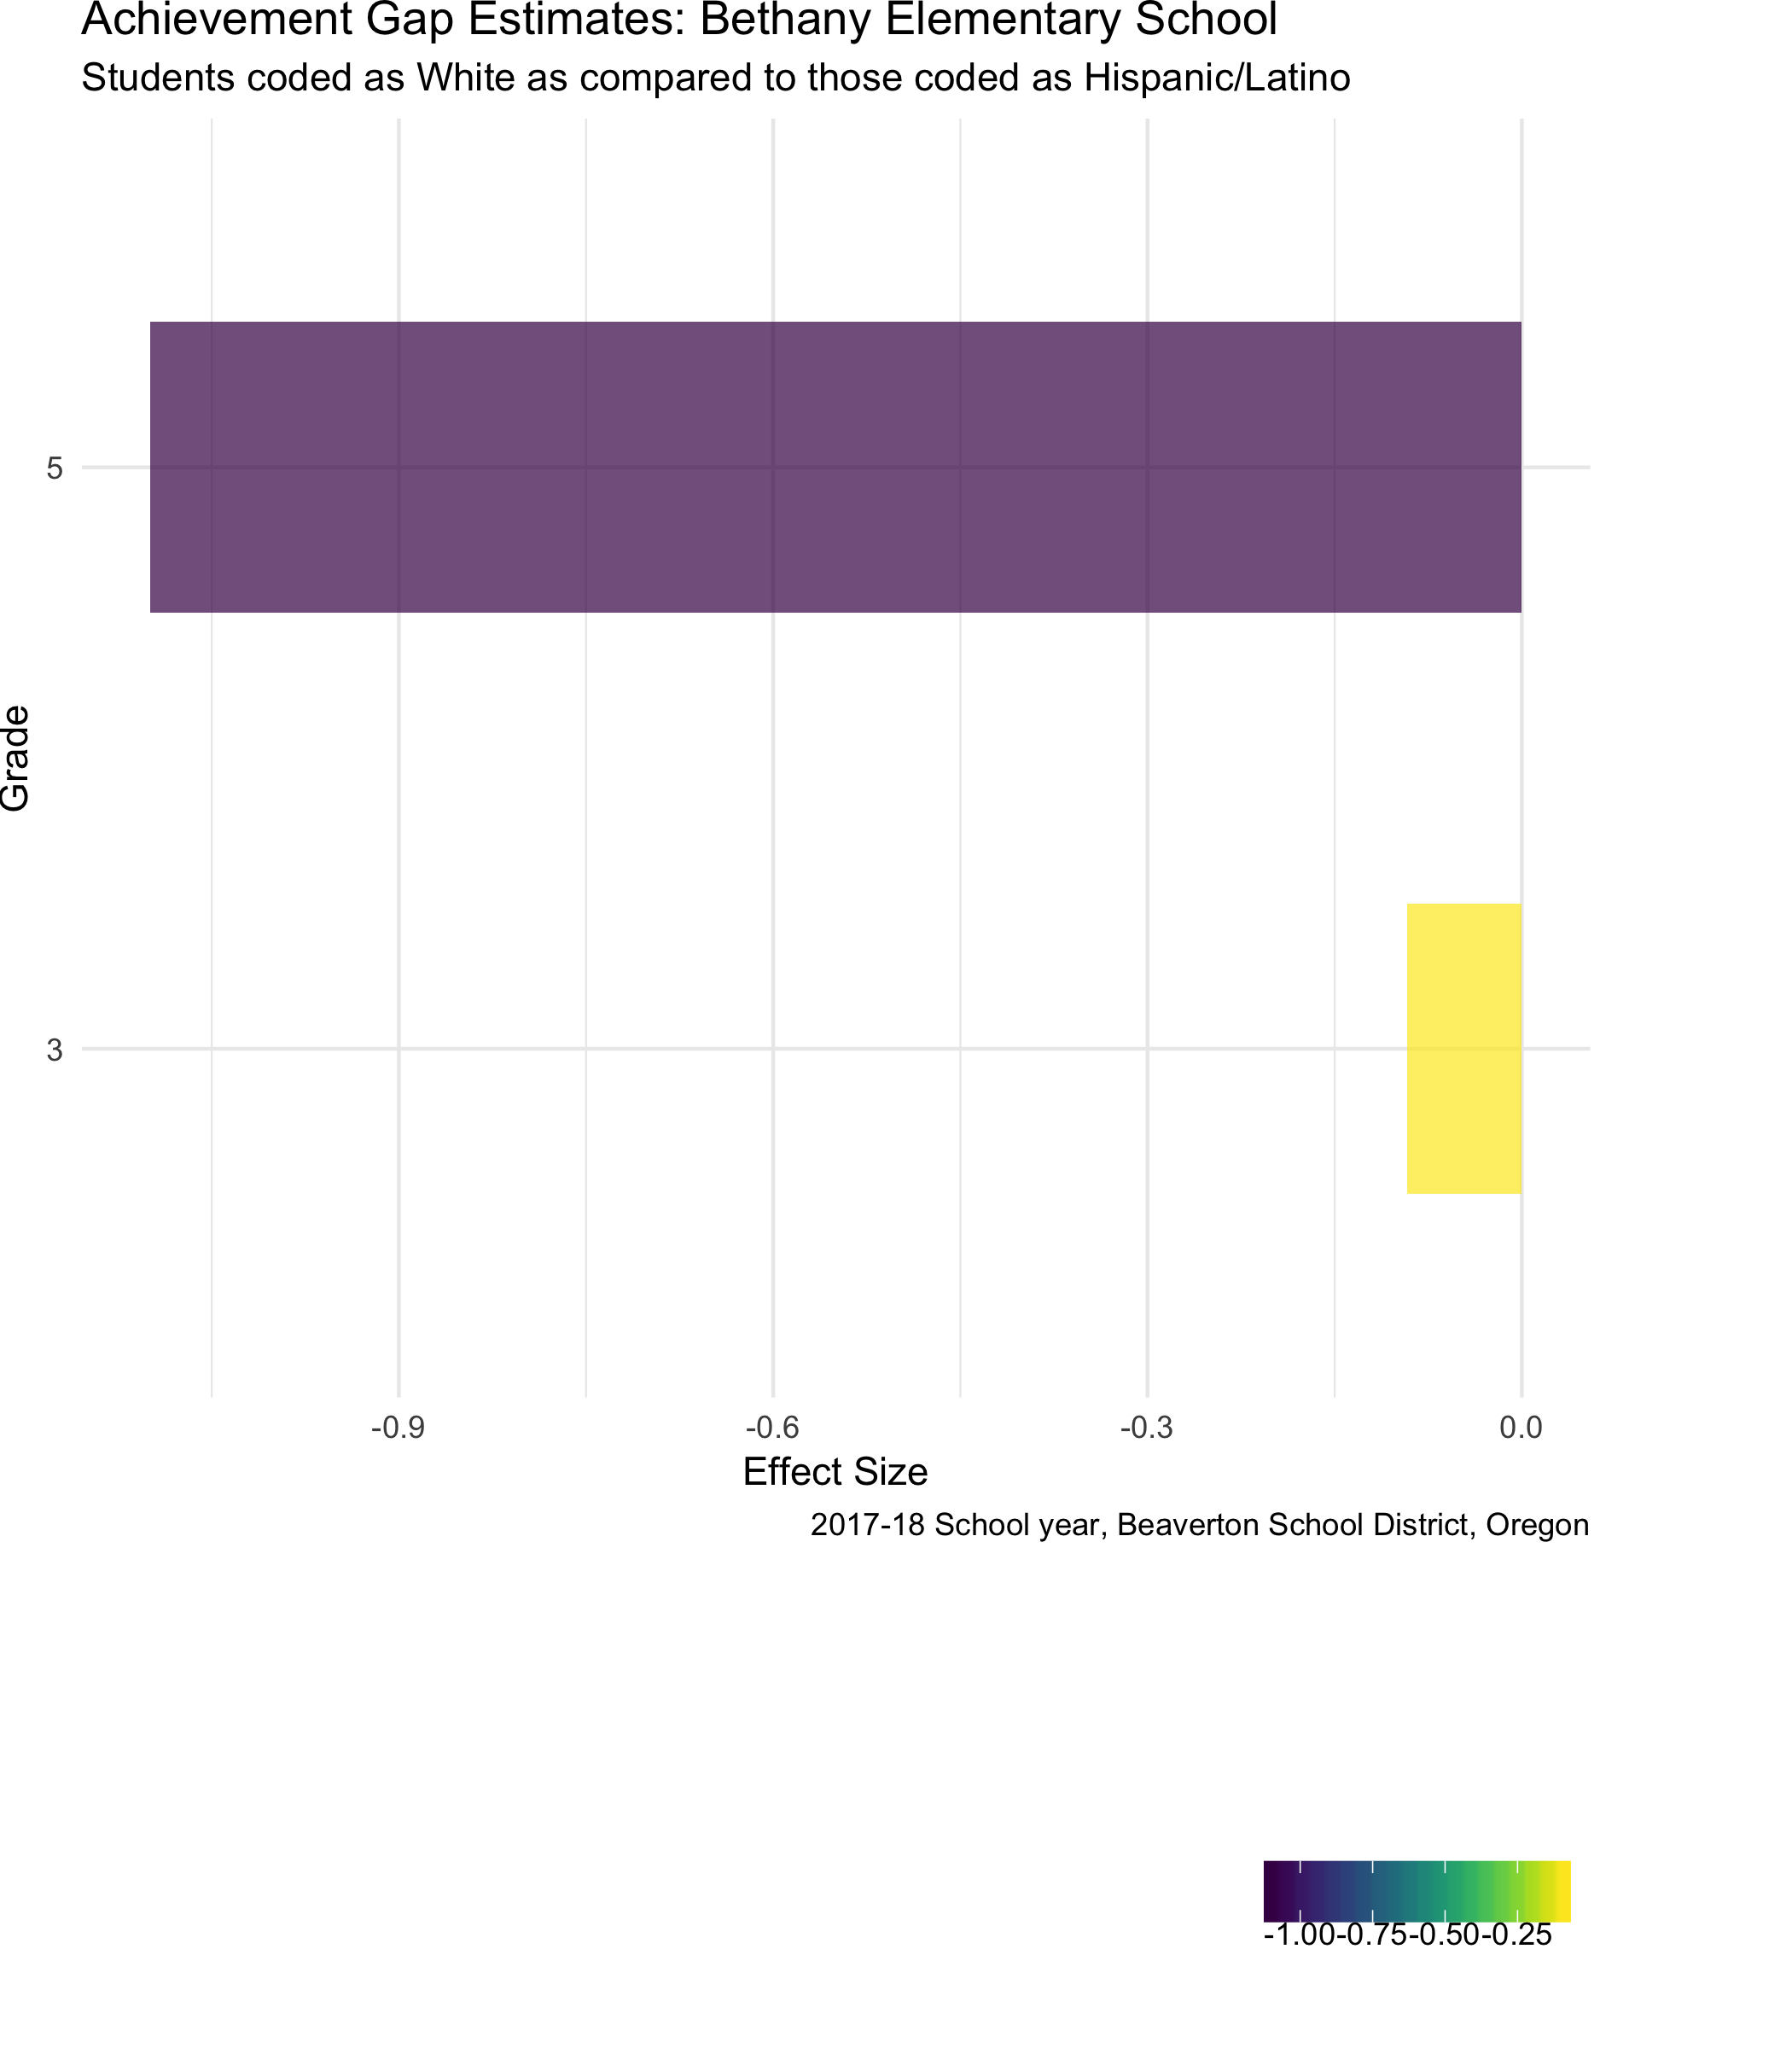 Achievement Gap Estimates: Bethany Elementary School
Students coded as White as compared to those coded as Hispanic/Latino
Grade
5
3
-0.9 -0.6 -0.3 0.0
Effect Size
2017-18 School year, Beaverton School District, Oregon
-1.00 -0.75 -0.50 -0.25